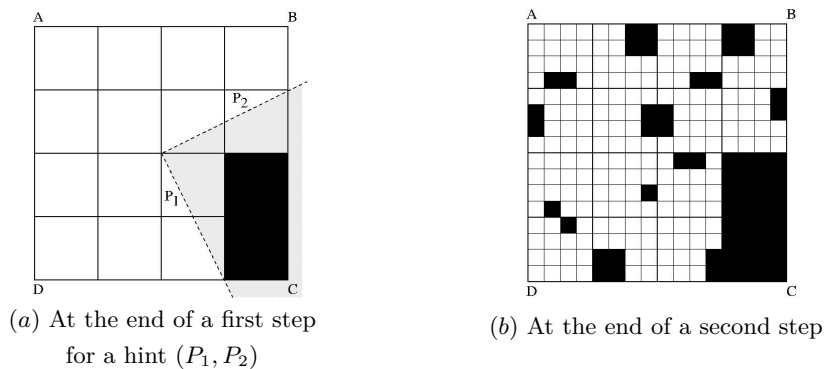 A B
P2
P1
D C
(a) At the end of a first step
for a hint (P1, P2)
A B
D C
(b) At the end of a second step